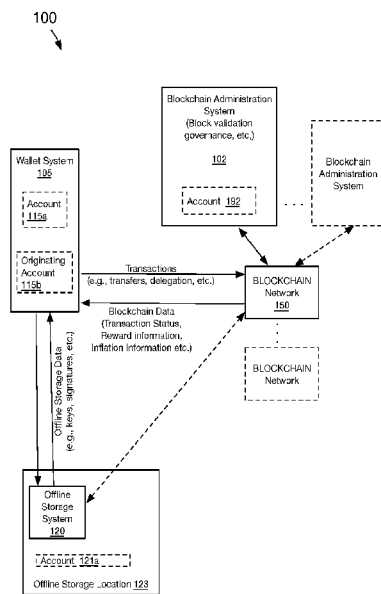 100
Blockchain Administration
System
(Block validation
governance, etc,)
102
Account 192
. . .
Blockchain
Administration
System
Wallet System
105
Account
115a
Originating
Account
115b
Transactions
(e.g., transfers, delegation, etc.)
Blockchain Data
(Transaction Status,
Reward information,
Inflation Information etc.)
BLOCKCHAIN
Network
150
BLOCKCHAIN
Network
Offline Storage Data
(e.g., keys, signatures, etc.)
Offline
Storage
System
120
Account 121a
Offline Storage Location 123